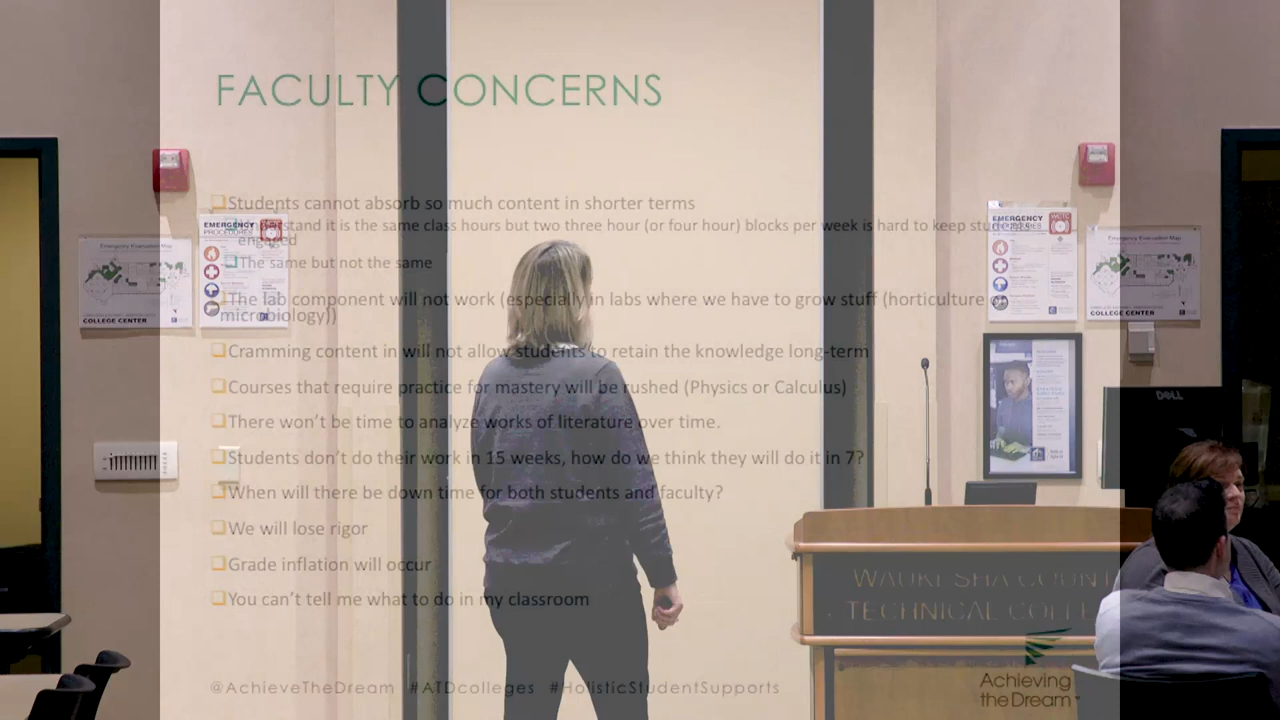 FACULTY CONCERNS
Students cannot absorb so much content in shorter terms
I understand it is the same class hours but two three hour (or four hour) blocks per week is hard to keep students
engaged
The same but not the same
The lab component will not work (especially in labs where we have to grow stuff (horticulture or
microbiology))
Cramming content in will not allow students to retain the knowledge long-term
Courses that require practice for mastery will be rushed (Physics or Calculus)
There won't be time to analyze works of literature over time.
Students don't do their work in 15 weeks, how do we think they will do it in 7?
When will there be down time for both students and faculty?
We will lose rigor
Grade inflation will occur
You can't tell me what to do in my classroom
@AchieveTheDream #ATDcolleges #HolisticStudentSupports
Achieving
the Dream
EMERGENCY
PROCEDURES
Emergency Evacuation Map
COLLEGE CENTER
EMERGENCY
Emergency Evacuation Map
COLLEGE CENTER
DELL
WAUKESHA COUNT
TECHNICAL COLLE